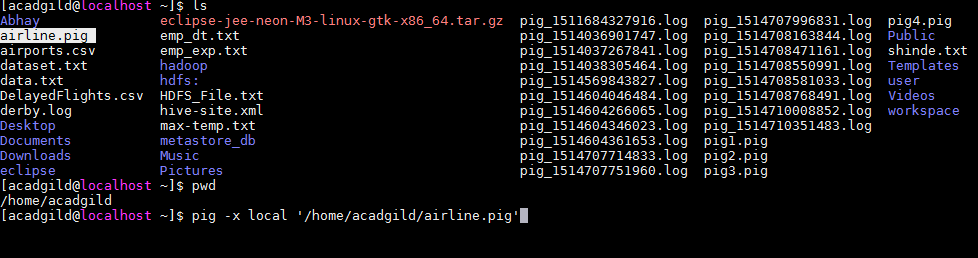 [acadgild@localhost ~]$ ls
Abhay eclipse-jee-neon-M3-linux-gtk-x86_64.tar.gz pig_1511684327916.log pig_1514707996831.log pig4.pig
airline.pig emp_dt.txt pig_1514036901747.log pig_1514708163844.log Public
airports.csv emp_exp.txt pig_1514037267841.log pig_1514708471161.log shinde.txt
dataset.txt hadoop pig_1514038305464.log pig_1514708550991.log Templates
data.txt hdfs: pig_1514569843827.log pig_1514708581033.log user
DelayedFlights.csv HDFS_File.txt pig_1514604046484.log pig_1514708768491.log Videos
derby.log hive-site.xml pig_1514604266065.log pig_1514710008852.log workspace
Desktop max-temp.txt pig_1514604346023.log pig_1514710351483.log
Documents metastore_db pig_1514604361653.log pig1.pig
Downloads Music pig_1514707714833.log pig2.pig
eclipse Pictures pig_1514707751960.log pig3.pig
[acadgild@localhost ~]$ pwd
/home/acadgild
[acadgild@localhost ~]$ pig -x local '/home/acadgild/airline.pig'